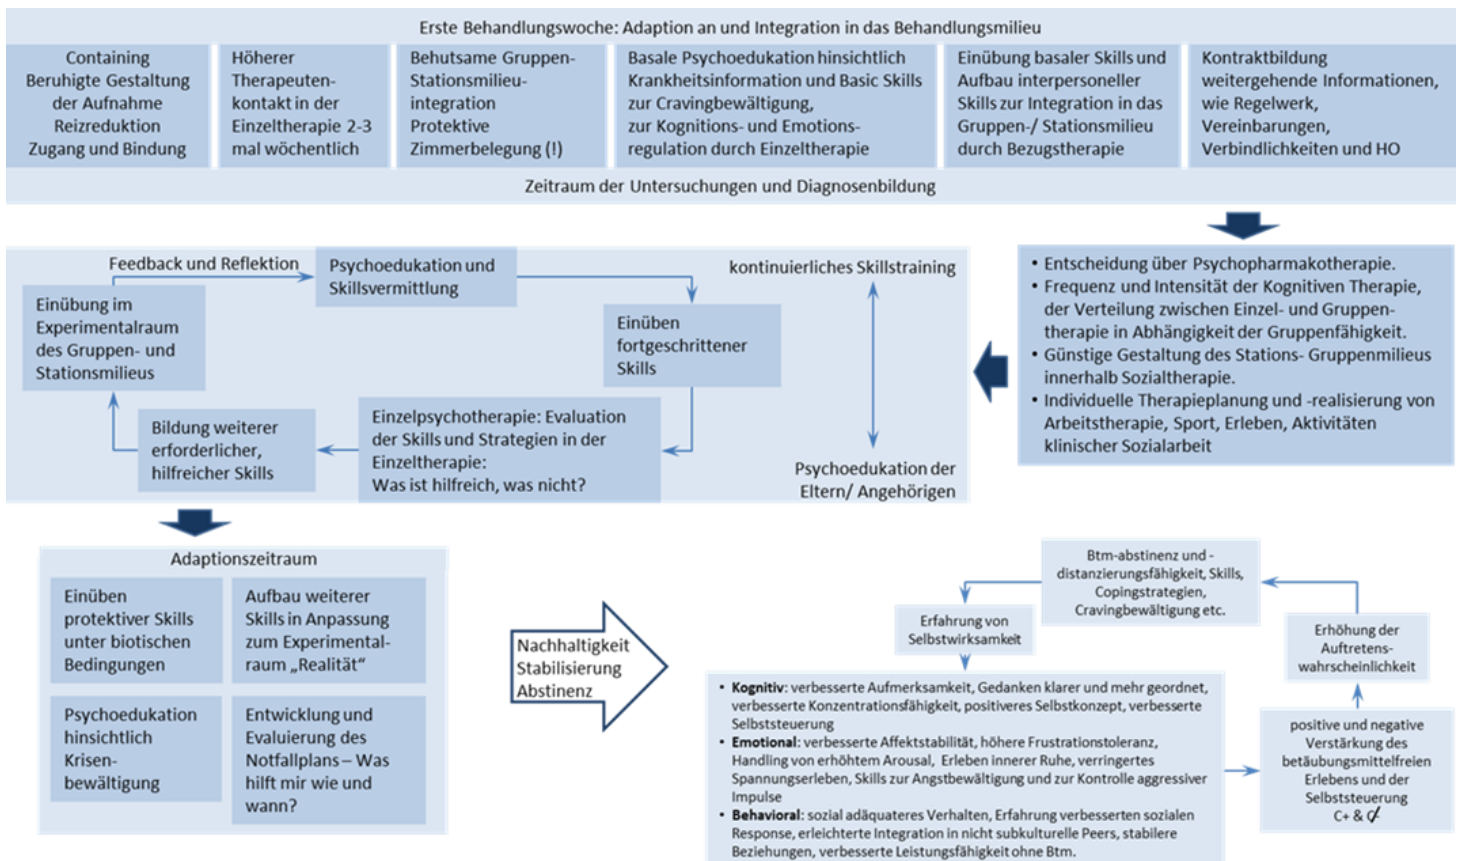 Erste Behandlungswoche: Adaption an und Integration in das Behandlungsmilieu
Containing
Beruhigte Gestaltung
der Aufnahme
Reizreduktion
Zugang und Bindung
Höherer
Therapeuten-
kontakt in der
Einzeltherapie 2-3
mal wöchentlich
Behutsame Gruppen-
Stationsmilieu-
integration
Protektive
Zimmerbelegung (!)
Basale Psychoedukation hinsichtlich
Krankheitsinformation und Basic Skills
zur Cravingbewältigung,
zur Kognitions- und Emotions-
regulation durch Einzeltherapie
Einübung basaler Skills und
Aufbau interpersoneller
Skills zur Integration in das
Gruppen-/ Stationsmilieu
durch Bezugstherapie
Kontraktbildung
weitergehende Informationen,
wie Regelwerk,
Vereinbarungen,
Verbindlichkeiten und HO
Zeitraum der Untersuchungen und Diagnosenbildung
• Entscheidung über Psychopharmakotherapie.
• Frequenz und Intensität der Kognitiven Therapie,
der Verteilung zwischen Einzel- und Gruppen-
therapie in Abhängigkeit der Gruppenfähigkeit.
• Günstige Gestaltung des Stations- Gruppenmilieus
innerhalb Sozialtherapie.
• Individuelle Therapieplanung und -realisierung von
Arbeitstherapie, Sport, Erleben, Aktivitäten
klinischer Sozialarbeit
Feedback und Reflektion
Psychoedukation und
Skillsvermittlung
Einüben
fortgeschrittener
Skills
Einzelpsychotherapie: Evaluation
der Skills und Strategien in der
Einzeltherapie:
Was ist hilfreich, was nicht?
Bildung weiterer
erforderlicher,
hilfreicher Skills
Einübung im
Experimentalraum
des Gruppen- und
Stationsmilieus
kontinuierliches Skillstraining
Psychoedukation der
Eltern/ Angehörigen
Adaptionszeitraum
Einüben
protektiver Skills
unter biotischen
Bedingungen
Aufbau weiterer
Skills in Anpassung
zum Experimental-
raum „Realität“
Psychoedukation
hinsichtlich
Krisen-
bewältigung
Entwicklung und
Evaluierung des
Notfallplans – Was
hilft mir wie und
wann?
Nachhaltigkeit
Stabilisierung
Abstinenz
Btm-abstinenz und -
distanzierungsfähigkeit, Skills,
Copingstrategien,
Cravingbewältigung etc.
Erfahrung von
Selbstwirksamkeit
• Kognitiv: verbesserte Aufmerksamkeit, Gedanken klarer und mehr geordnet,
verbesserte Konzentrationsfähigkeit, positiveres Selbstkonzept, verbesserte
Selbststeuerung
• Emotional: verbesserte Affektstabilität, höhere Frustrationstoleranz,
Handling von erhöhtem Arousal, Erleben innerer Ruhe, verringertes
Spannungserleben, Skills zur Angstbewältigung und zur Kontrolle aggressiver
Impulse
• Behavioral: sozial adäquateres Verhalten, Erfahrung verbesserten sozialen
Response, erleichterte Integration in nicht subkulturelle Peers, stabilere
Beziehungen, verbesserte Leistungsfähigkeit ohne Btm.
positive und negative
Verstärkung des
betäubungsmittelfreien
Erlebens und der
Selbststeuerung
C+ & C̸
Erhöhung der
Auftretens-
wahrscheinlichkeit